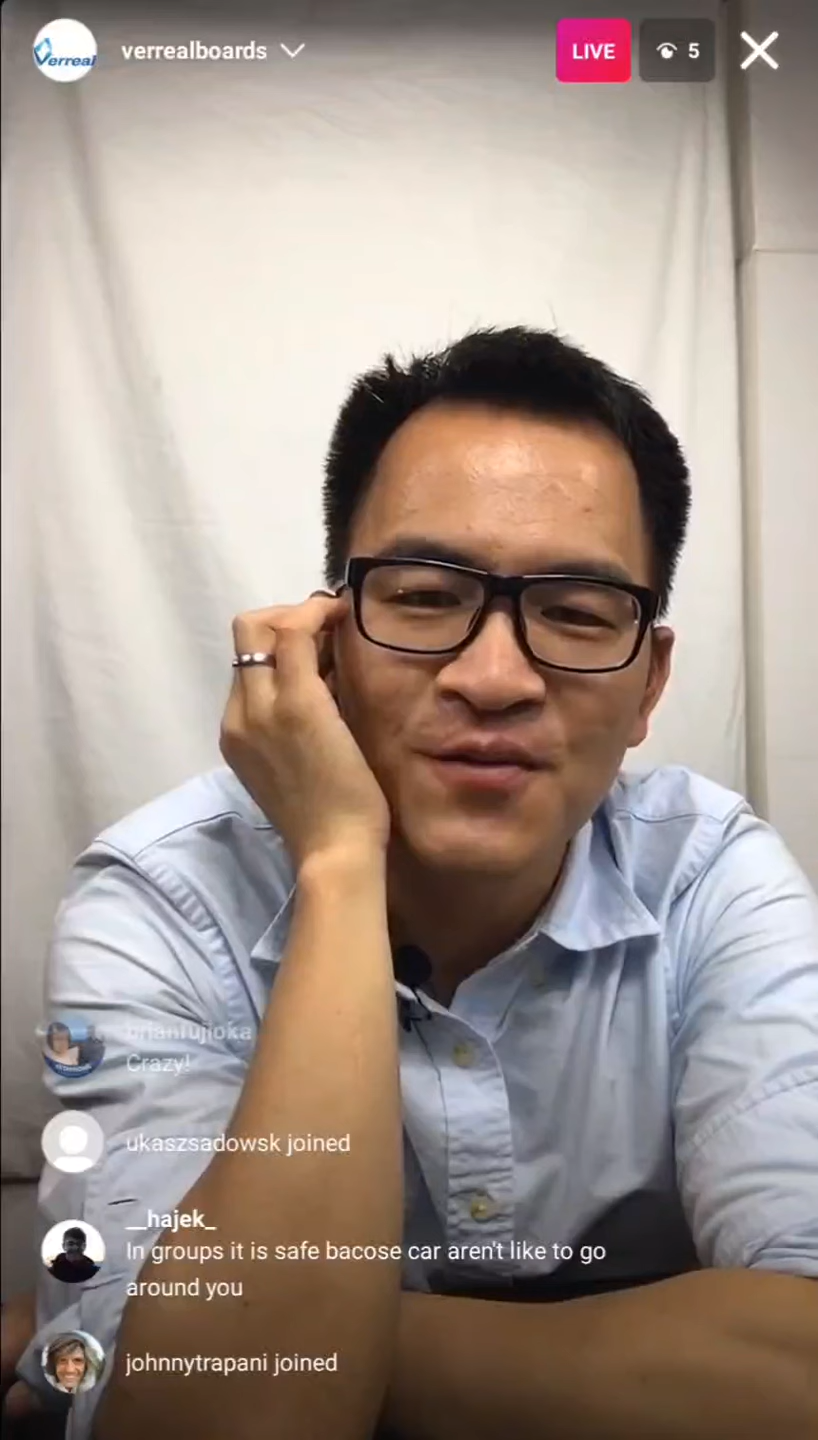 Verreal
verrealboards
LIVE
5
brianfujioka
Crazy!
ukaszsadowsk joined
__hajek_
In groups it is safe bacose car aren't like to go
around you
johnnytrapani joined